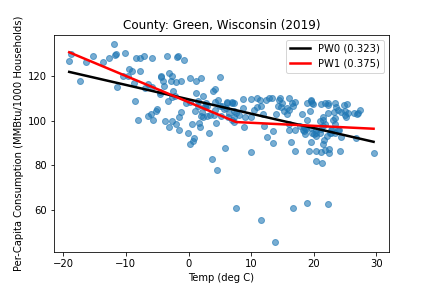 County: Green, Wisconsin (2019)
PW0 (0.323)
PW1 (0.375)
Per-Capita Consumption (MMBtu/1000 Households)
120
100
80
60
−20 −10 0 10 20 30
Temp (deg C)